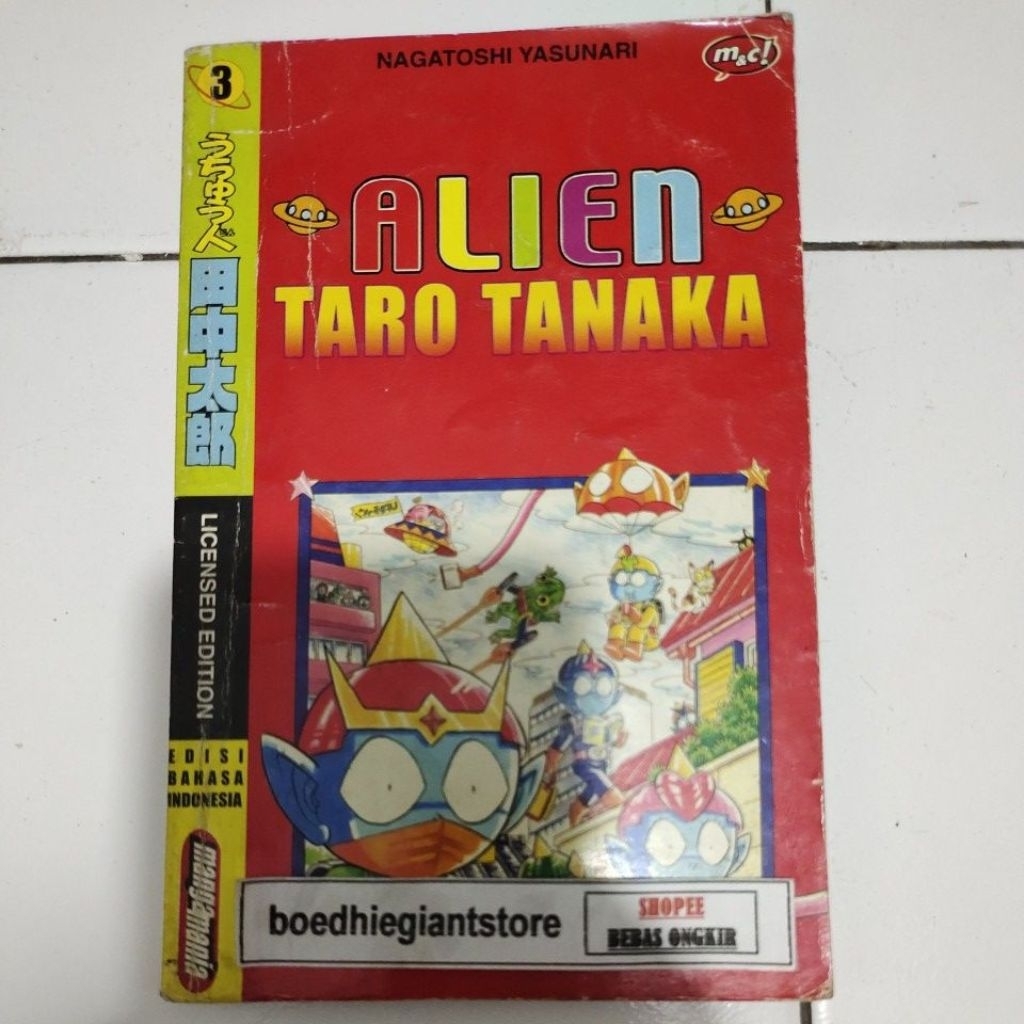 NAGATOSHI YASUNARI
m&c!
3
うちゅう人
田中太郎
ALIEN
TARO TANAKA
LICENSED EDITION
EDISI
BAHASA
INDONESIA
mangamania
boedhiegiantstore
SHOPEE
BEBAS ONGKIR